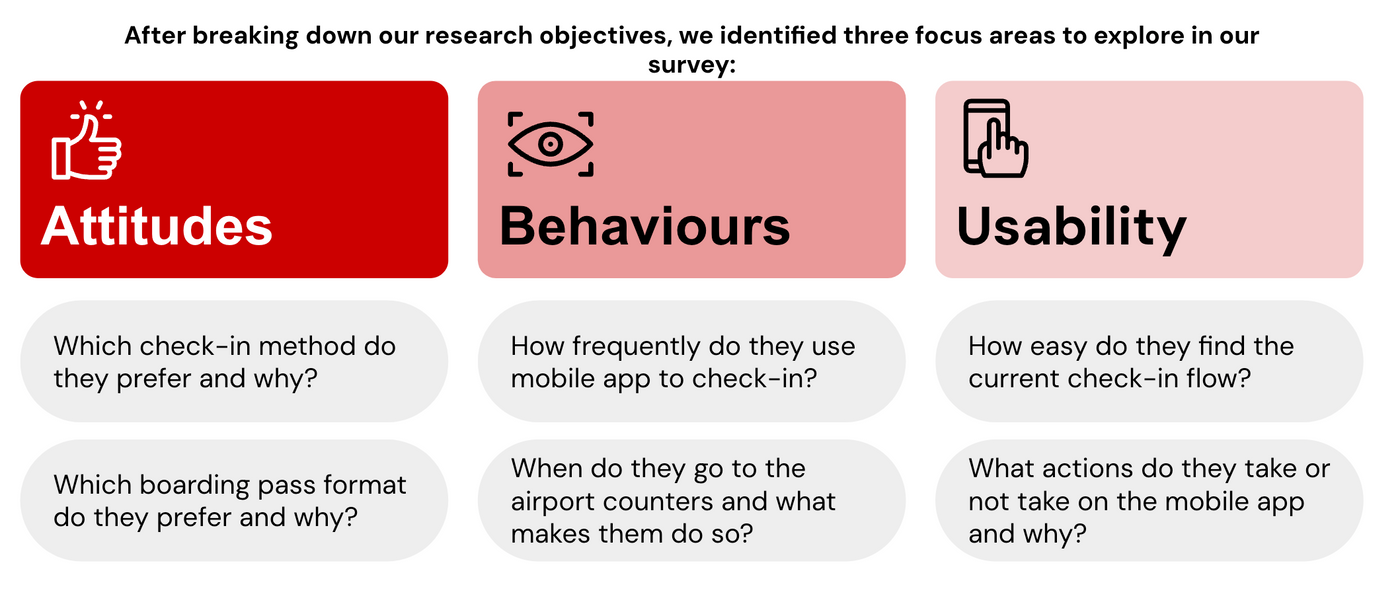 After breaking down our research objectives, we identified three focus areas to explore in our
survey:
Attitudes
Which check-in method do
they prefer and why?
Which boarding pass format
do they prefer and why?
Behaviours
How frequently do they use
mobile app to check-in?
When do they go to the
airport counters and what
makes them do so?
Usability
How easy do they find the
current check-in flow?
What actions do they take or
not take on the mobile app
and why?